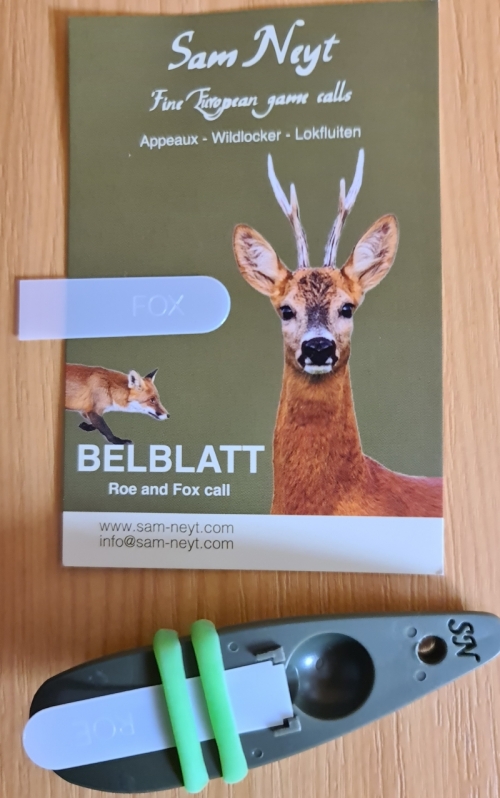 Sam Neyt
Fine European game calls
Appeaux - Wildlocker - Lokfluiten
FOX
BELBLATT
Roe and Fox call
www.sam-neyt.com
info@sam-neyt.com
SN
ROE